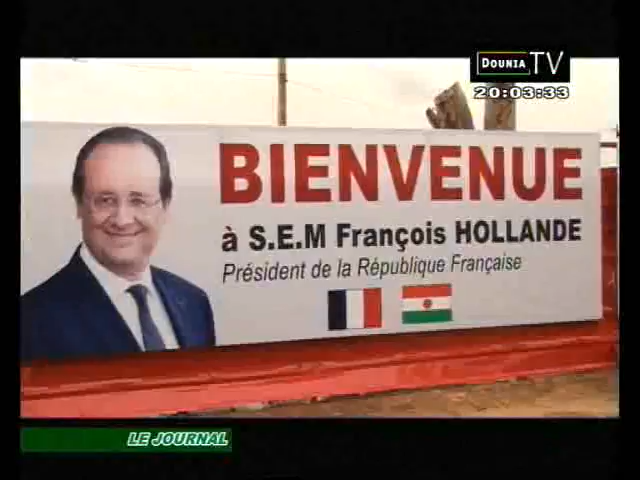 DOUNIA TV
20:03:33
BIENVENUE
à S.E.M François HOLLANDE
Président de la République Française
LE JOURNAL